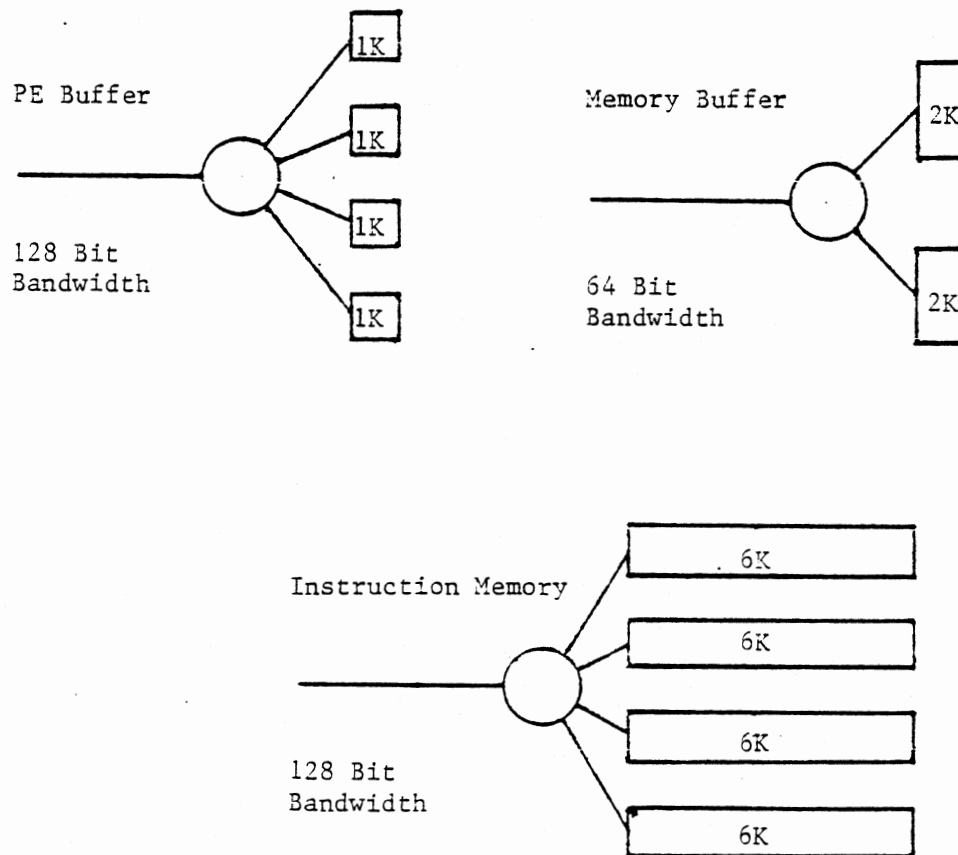 PE Buffer
1K
1K
1K
1K
128 Bit
Bandwidth
Memory Buffer
2K
2K
64 Bit
Bandwidth
Instruction Memory
6K
6K
6K
6K
128 Bit
Bandwidth